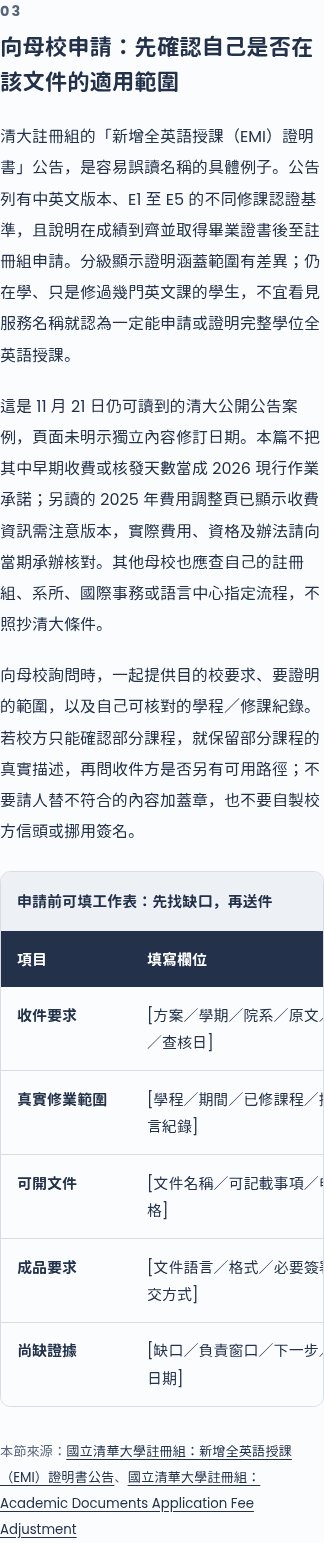 03
向母校申請：先確認自己是否在
該文件的適用範圍
清大註冊組的「新增全英語授課（EMI）證明
書」公告，是容易誤讀名稱的具體例子。公告
列有中英文版本、E1 至 E5 的不同修課認證基
準，且說明在成績到齊並取得畢業證書後至註
冊組申請。分級顯示證明涵蓋範圍有差異；仍
在學、只是修過幾門英文課的學生，不宜看見
服務名稱就認為一定能申請或證明完整學位全
英語授課。
這是 11 月 21 日仍可讀到的清大公開公告案
例，頁面未明示獨立內容修訂日期。本篇不把
其中早期收費或核發天數當成 2026 現行作業
承諾；另讀的 2025 年費用調整頁已顯示收費
資訊需注意版本，實際費用、資格及辦法請向
當期承辦核對。其他母校也應查自己的註冊
組、系所、國際事務或語言中心指定流程，不
照抄清大條件。
向母校詢問時，一起提供目的校要求、要證明
的範圍，以及自己可核對的學程／修課紀錄。
若校方只能確認部分課程，就保留部分課程的
真實描述，再問收件方是否另有可用路徑；不
要請人替不符合的內容加蓋章，也不要自製校
方信頭或挪用簽名。
申請前可填工作表：先找缺口，再送件
項目 填寫欄位
收件要求 [方案／學期／院系／原文／
／查核日]
真實修業範圍 [學程／期間／已修課程／
言紀錄]
可開文件 [文件名稱／可記載事項／
格]
成品要求 [文件語言／格式／必要簽
交方式]
尚缺證據 [缺口／負責窗口／下一步／
日期]
本節來源：國立清華大學註冊組：新增全英語授課
（EMI）證明書公告、國立清華大學註冊組：
Academic Documents Application Fee
Adjustment